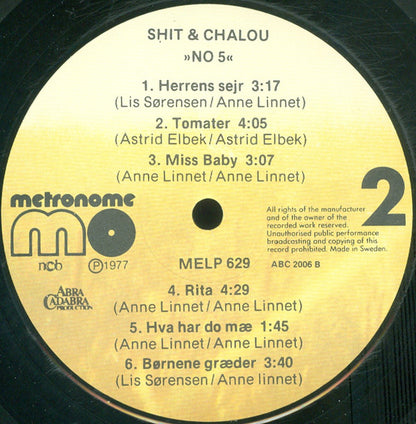 SHIT & CHALOU
»NO 5«
1. Herrens sejr 3:17
(Lis Sørensen/Anne Linnet)
2. Tomater 4:05
(Astrid Elbek/Astrid Elbek)
3. Miss Baby 3:07
(Anne Linnet/Anne Linnet)
metronome
mo
ncb
Ⓟ1977
MELP 629
2
All rights of the manufacturer
and of the owner of the
recorded work reserved.
Unauthorised public performance
broadcasting and copying of this
record prohibited. Made in Sweden.
ABC 2006 B
ABRA
CADABRA
PRODUCTION
4. Rita 4:29
(Anne Linnet/Anne Linnet)
5. Hva har do mæ 1:45
(Anne Linnet/Anne Linnet)
6. Børnene græder 3:40
(Lis Sørensen/Anne linnet)